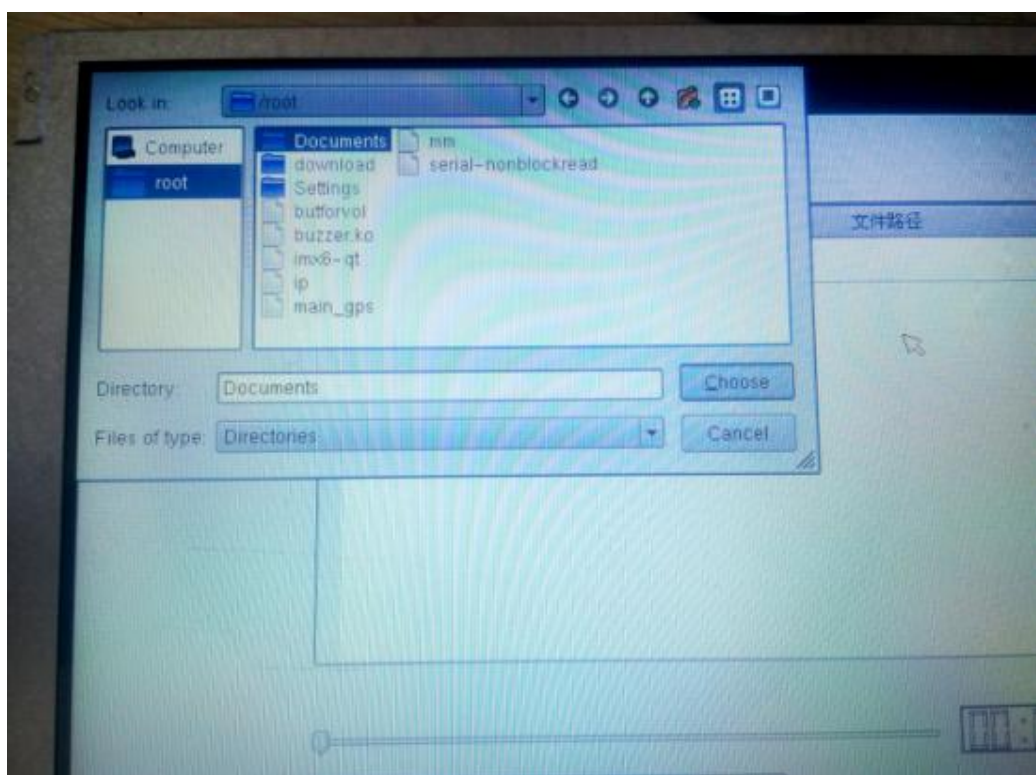 Look in: /root
Computer
root
Documents
download
Settings
bufforvol
buzzer.ko
imx6-qt
ip
main_gps
mm
serial-nonblockread
文件路径
Directory: Documents Choose
Files of type: Directories Cancel